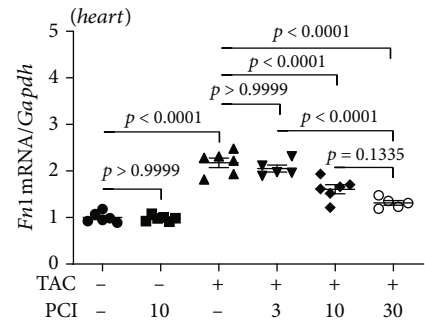 (heart)
Fn1 mRNA/Gapdh
5
4
3
2
1
0
p < 0.0001
p < 0.0001
p > 0.9999
p < 0.0001
p < 0.0001
p = 0.1335
p > 0.9999
TAC – – + + + +
PCI – 10 – 3 10 30